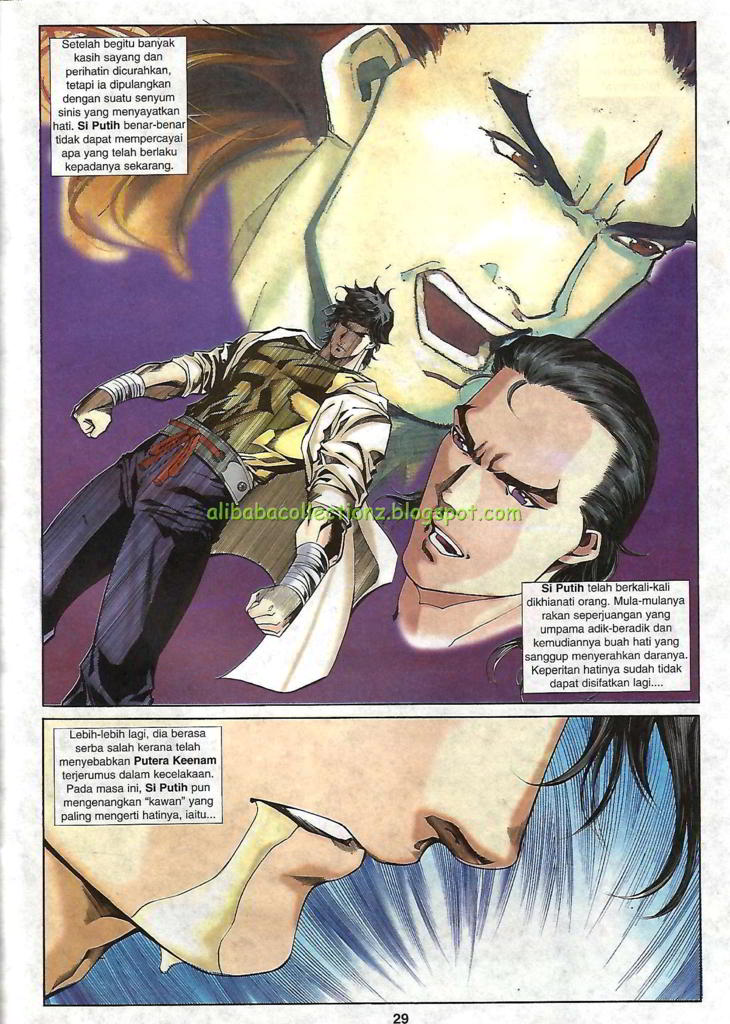 Setelah begitu banyak
kasih sayang dan
perihatin dicurahkan,
tetapi ia dipulangkan
dengan suatu senyum
sinis yang menyayatkan
hati. Si Putih benar-benar
tidak dapat mempercayai
apa yang telah berlaku
kepadanya sekarang.
alibabacollectionz.blogspot.com
Si Putih telah berkali-kali
dikhianati orang. Mula-mulanya
rakan seperjuangan yang
umpama adik-beradik dan
kemudiannya buah hati yang
sanggup menyerahkan daranya.
Keperitan hatinya sudah tidak
dapat disifatkan lagi....
Lebih-lebih lagi, dia berasa
serba salah kerana telah
menyebabkan Putera Keenam
terjerumus dalam kecelakaan.
Pada masa ini, Si Putih pun
mengenangkan “kawan” yang
paling mengerti hatinya, iaitu...
29